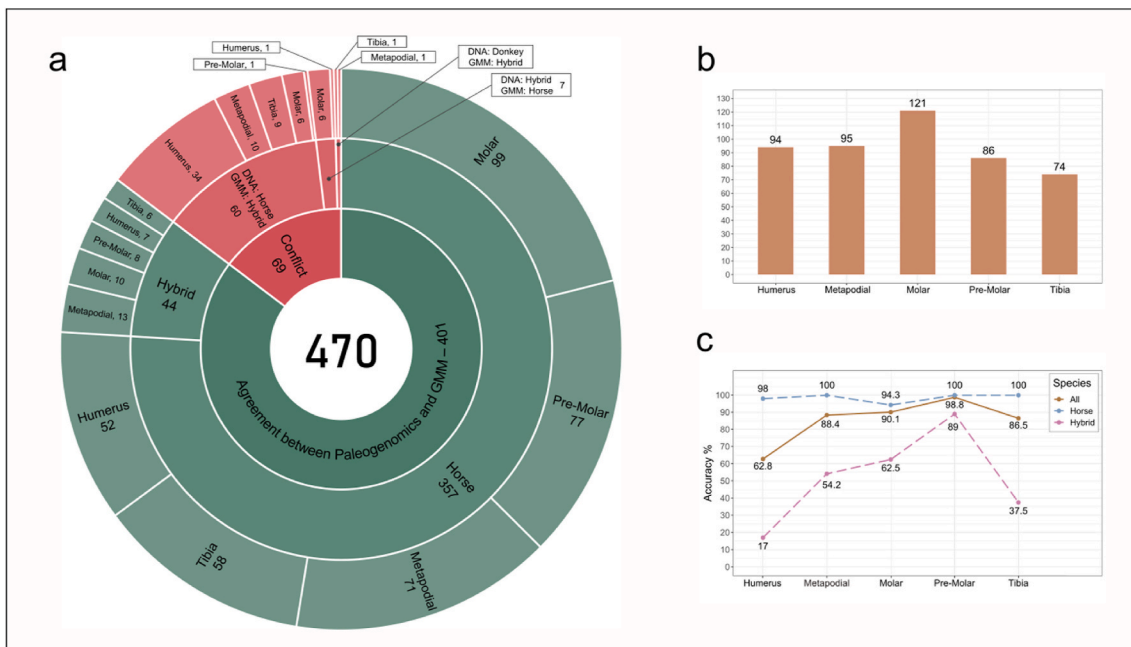 a
Humerus, 1
Pre-Molar, 1
Tibia, 1
Metapodial, 1
DNA: Donkey
GMM: Hybrid
DNA: Hybrid
GMM: Horse
7
Molar, 6
Molar, 6
Tibia, 9
Metapodial, 10
Humerus, 34
DNA: Horse
GMM: Hybrid
60
Conflict
69
Tibia, 6
Humerus, 7
Pre-Molar, 8
Molar, 10
Metapodial, 13
Hybrid
44
470
Agreement between Paleogenomics and GMM – 401
Horse
357
Molar
99
Pre-Molar
77
Metapodial
71
Tibia
58
Humerus
52
b
130
120
110
100
90
80
70
60
50
40
30
20
10
0
94
95
121
86
74
Humerus
Metapodial
Molar
Pre-Molar
Tibia
c
Accuracy %
100
90
80
70
60
50
40
30
20
10
0
98
100
94.3
100
100
62.8
88.4
90.1
98.8
86.5
17
54.2
62.5
89
37.5
Species
All
Horse
Hybrid
Humerus
Metapodial
Molar
Pre-Molar
Tibia